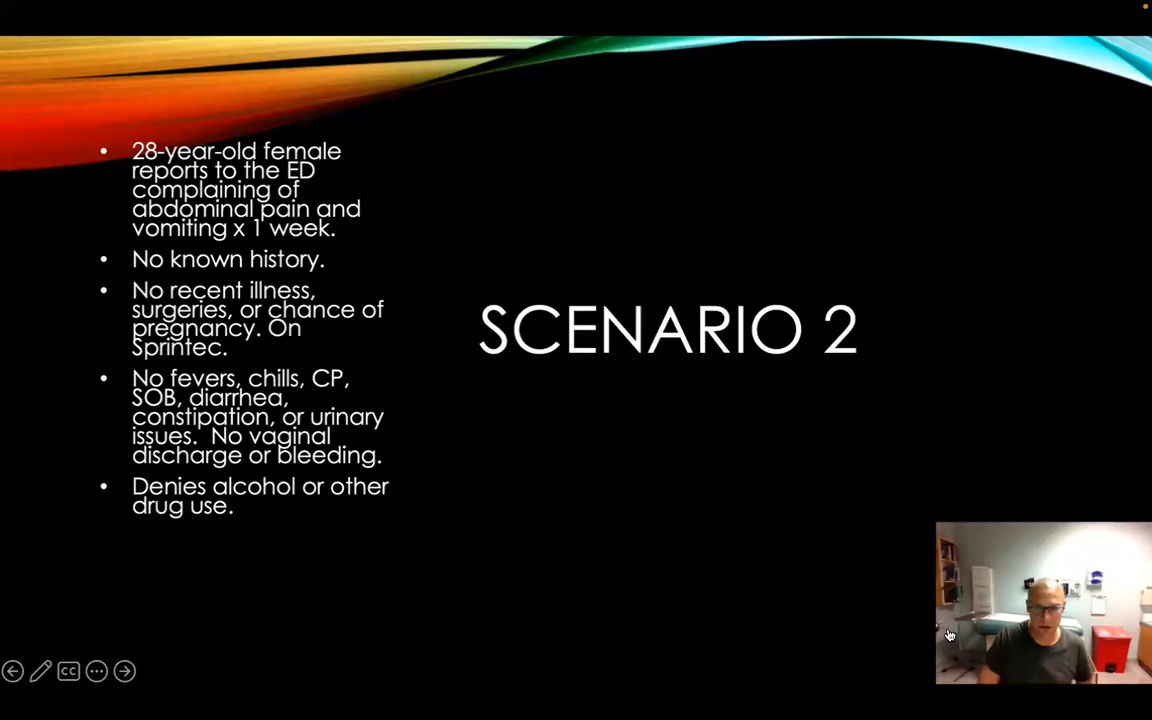 28-year-old female
reports to the ED
complaining of
abdominal pain and
vomiting x 1 week.
No known history.
No recent illness,
surgeries, or chance of
pregnancy. On
Sprintec.
No fevers, chills, CP,
SOB, diarrhea,
constipation, or urinary
issues.  No vaginal
discharge or bleeding.
Denies alcohol or other
drug use.
SCENARIO 2
CC